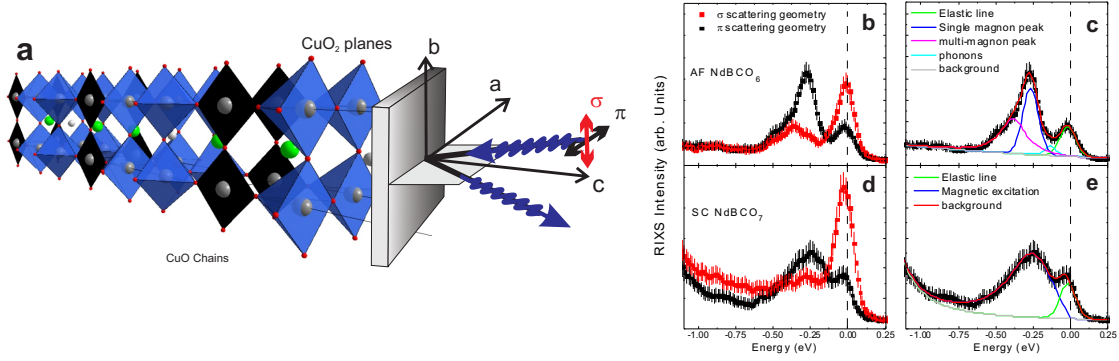 a
CuO₂ planes
b
a
σ
π
c
CuO Chains
RIXS Intensity (arb. Units)
b
σ scattering geometry
π scattering geometry
AF NdBCO₆
c
Elastic line
Single magnon peak
multi-magnon peak
phonons
background
d
SC NdBCO₇
-1.00 -0.75 -0.50 -0.25 0.00 0.25
Energy (eV)
e
Elastic line
Magnetic excitation
background
-1.00 -0.75 -0.50 -0.25 0.00 0.25
Energy (eV)